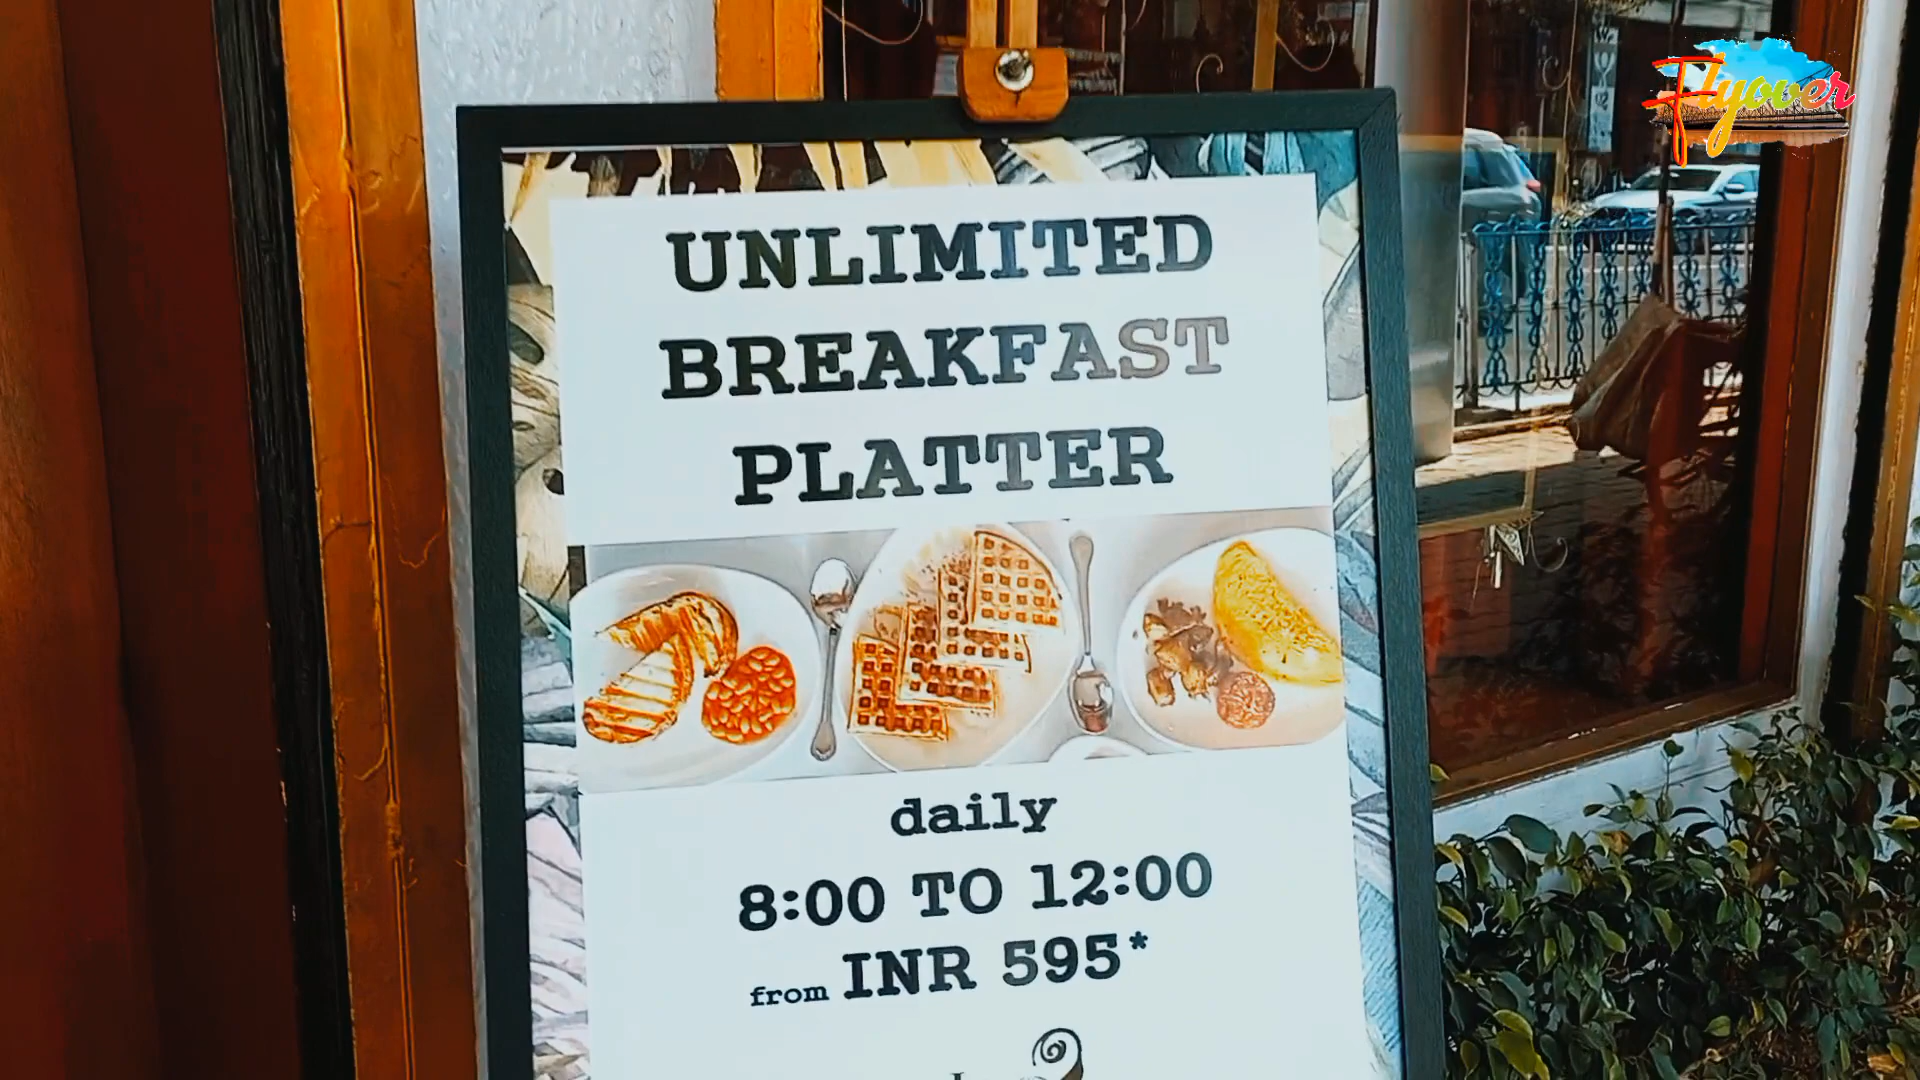 Flyover
UNLIMITED
BREAKFAST
PLATTER
daily
8:00 TO 12:00
from INR 595*